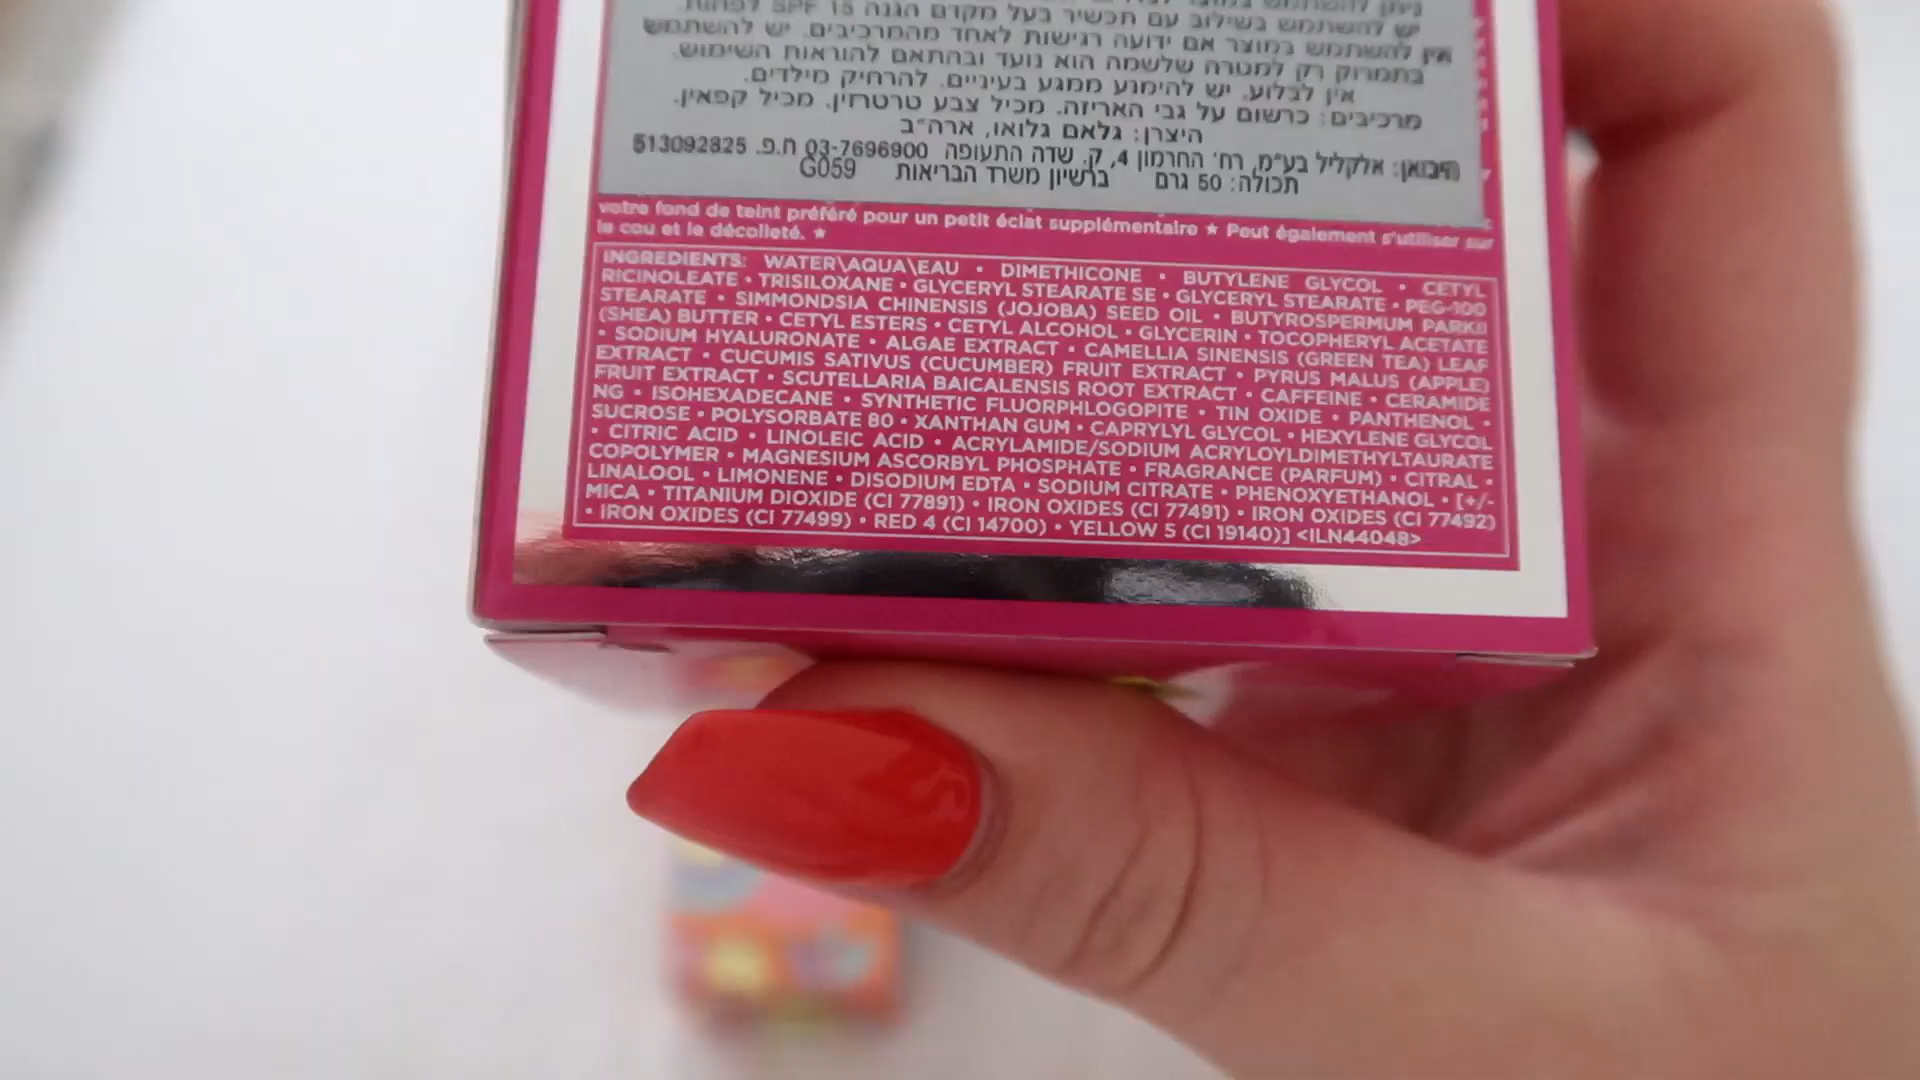 יש להשתמש בשילוב עם תכשיר בעל מקדם הגנה SPF 15 לפחות.
אין להשתמש במוצר אם ידועה רגישות לאחד מהמרכיבים. יש להשתמש
בתמרוק רק למטרה שלשמה הוא נועד ובהתאם להוראות השימוש.
אין לבלוע. יש להימנע ממגע בעיניים. להרחיק מילדים.
מרכיבים: כרשום על גבי האריזה. מכיל צבע טרטרזין. מכיל קפאין.
היצרן: גלאם גלואו, ארה"ב
היבואן: אלקליל בע"מ, רח' החרמון 4, ק. שדה התעופה 03-7696900 ח.פ. 513092825
תכולה: 50 גרם ברשיון משרד הבריאות G059
votre fond de teint préféré pour un petit éclat supplémentaire ★ Peut également s'utiliser sur
le cou et le décolleté. ★
INGREDIENTS: WATER\AQUA\EAU • DIMETHICONE • BUTYLENE GLYCOL • CETYL
RICINOLEATE • TRISILOXANE • GLYCERYL STEARATE SE • GLYCERYL STEARATE • PEG-100
STEARATE • SIMMONDSIA CHINENSIS (JOJOBA) SEED OIL • BUTYROSPERMUM PARKII
(SHEA) BUTTER • CETYL ESTERS • CETYL ALCOHOL • GLYCERIN • TOCOPHERYL ACETATE
• SODIUM HYALURONATE • ALGAE EXTRACT • CAMELLIA SINENSIS (GREEN TEA) LEAF
EXTRACT • CUCUMIS SATIVUS (CUCUMBER) FRUIT EXTRACT • PYRUS MALUS (APPLE)
FRUIT EXTRACT • SCUTELLARIA BAICALENSIS ROOT EXTRACT • CAFFEINE • CERAMIDE
NG • ISOHEXADECANE • SYNTHETIC FLUORPHLOGOPITE • TIN OXIDE • PANTHENOL •
SUCROSE • POLYSORBATE 80 • XANTHAN GUM • CAPRYLYL GLYCOL • HEXYLENE GLYCOL
• CITRIC ACID • LINOLEIC ACID • ACRYLAMIDE/SODIUM ACRYLOYLDIMETHYLTAURATE
COPOLYMER • MAGNESIUM ASCORBYL PHOSPHATE • FRAGRANCE (PARFUM) • CITRAL •
LINALOOL • LIMONENE • DISODIUM EDTA • SODIUM CITRATE • PHENOXYETHANOL • [+/-
MICA • TITANIUM DIOXIDE (CI 77891) • IRON OXIDES (CI 77491) • IRON OXIDES (CI 77492)
• IRON OXIDES (CI 77499) • RED 4 (CI 14700) • YELLOW 5 (CI 19140)] <ILN44048>